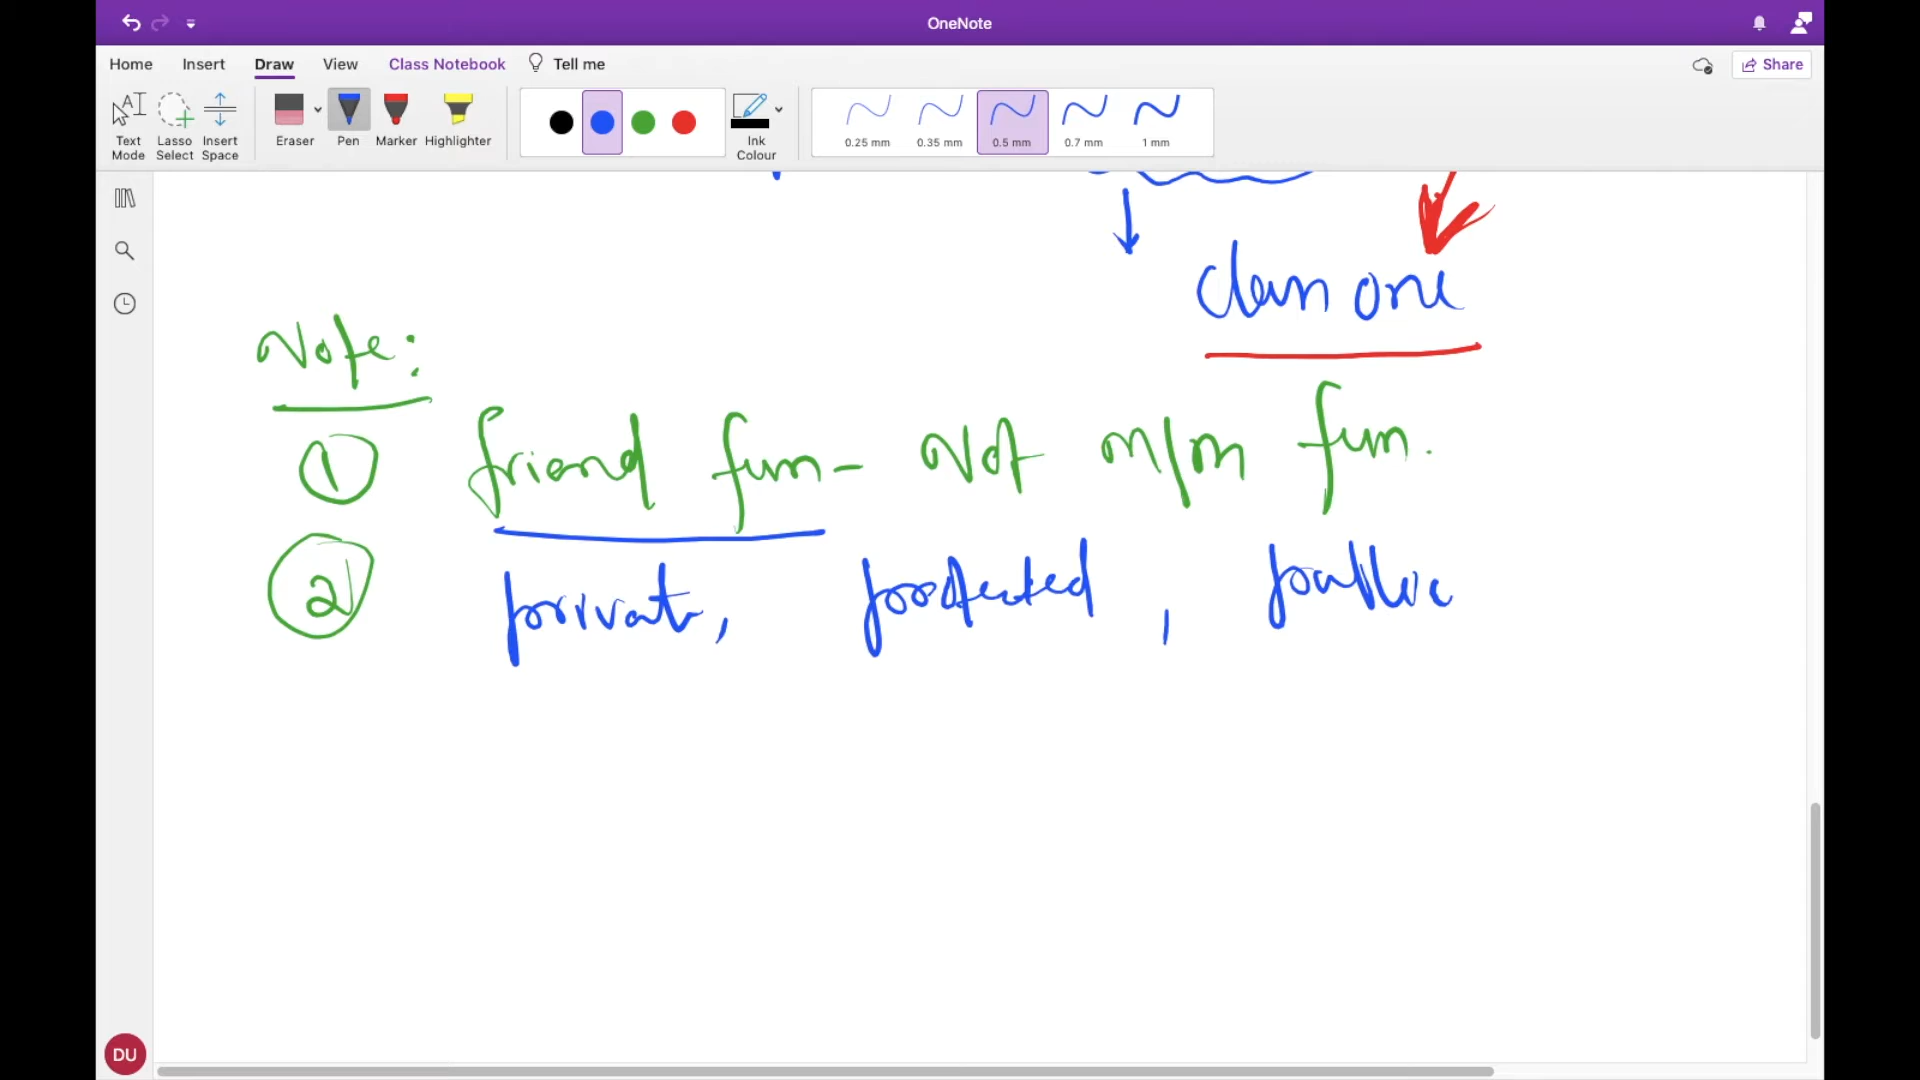 OneNote
Home Insert Draw View Class Notebook Tell me Share
Text Mode Lasso Select Insert Space Eraser Pen Marker Highlighter Ink Colour 0.25 mm 0.35 mm 0.5 mm 0.7 mm 1 mm
class one
Note:
① friend fun - Not m/m fun.
② private, protected, public
DU